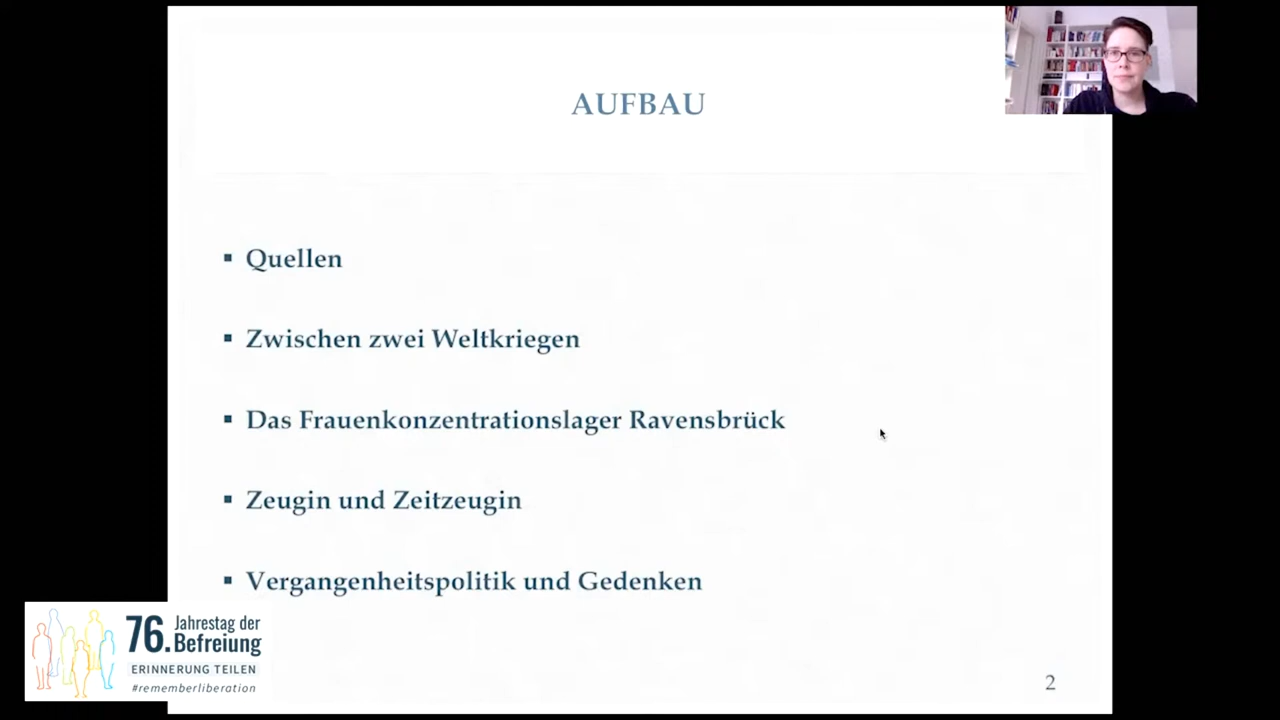 AUFBAU
▪ Quellen
▪ Zwischen zwei Weltkriegen
▪ Das Frauenkonzentrationslager Ravensbrück
▪ Zeugin und Zeitzeugin
▪ Vergangenheitspolitik und Gedenken
76. Jahrestag der
Befreiung
ERINNERUNG TEILEN
#rememberliberation
2